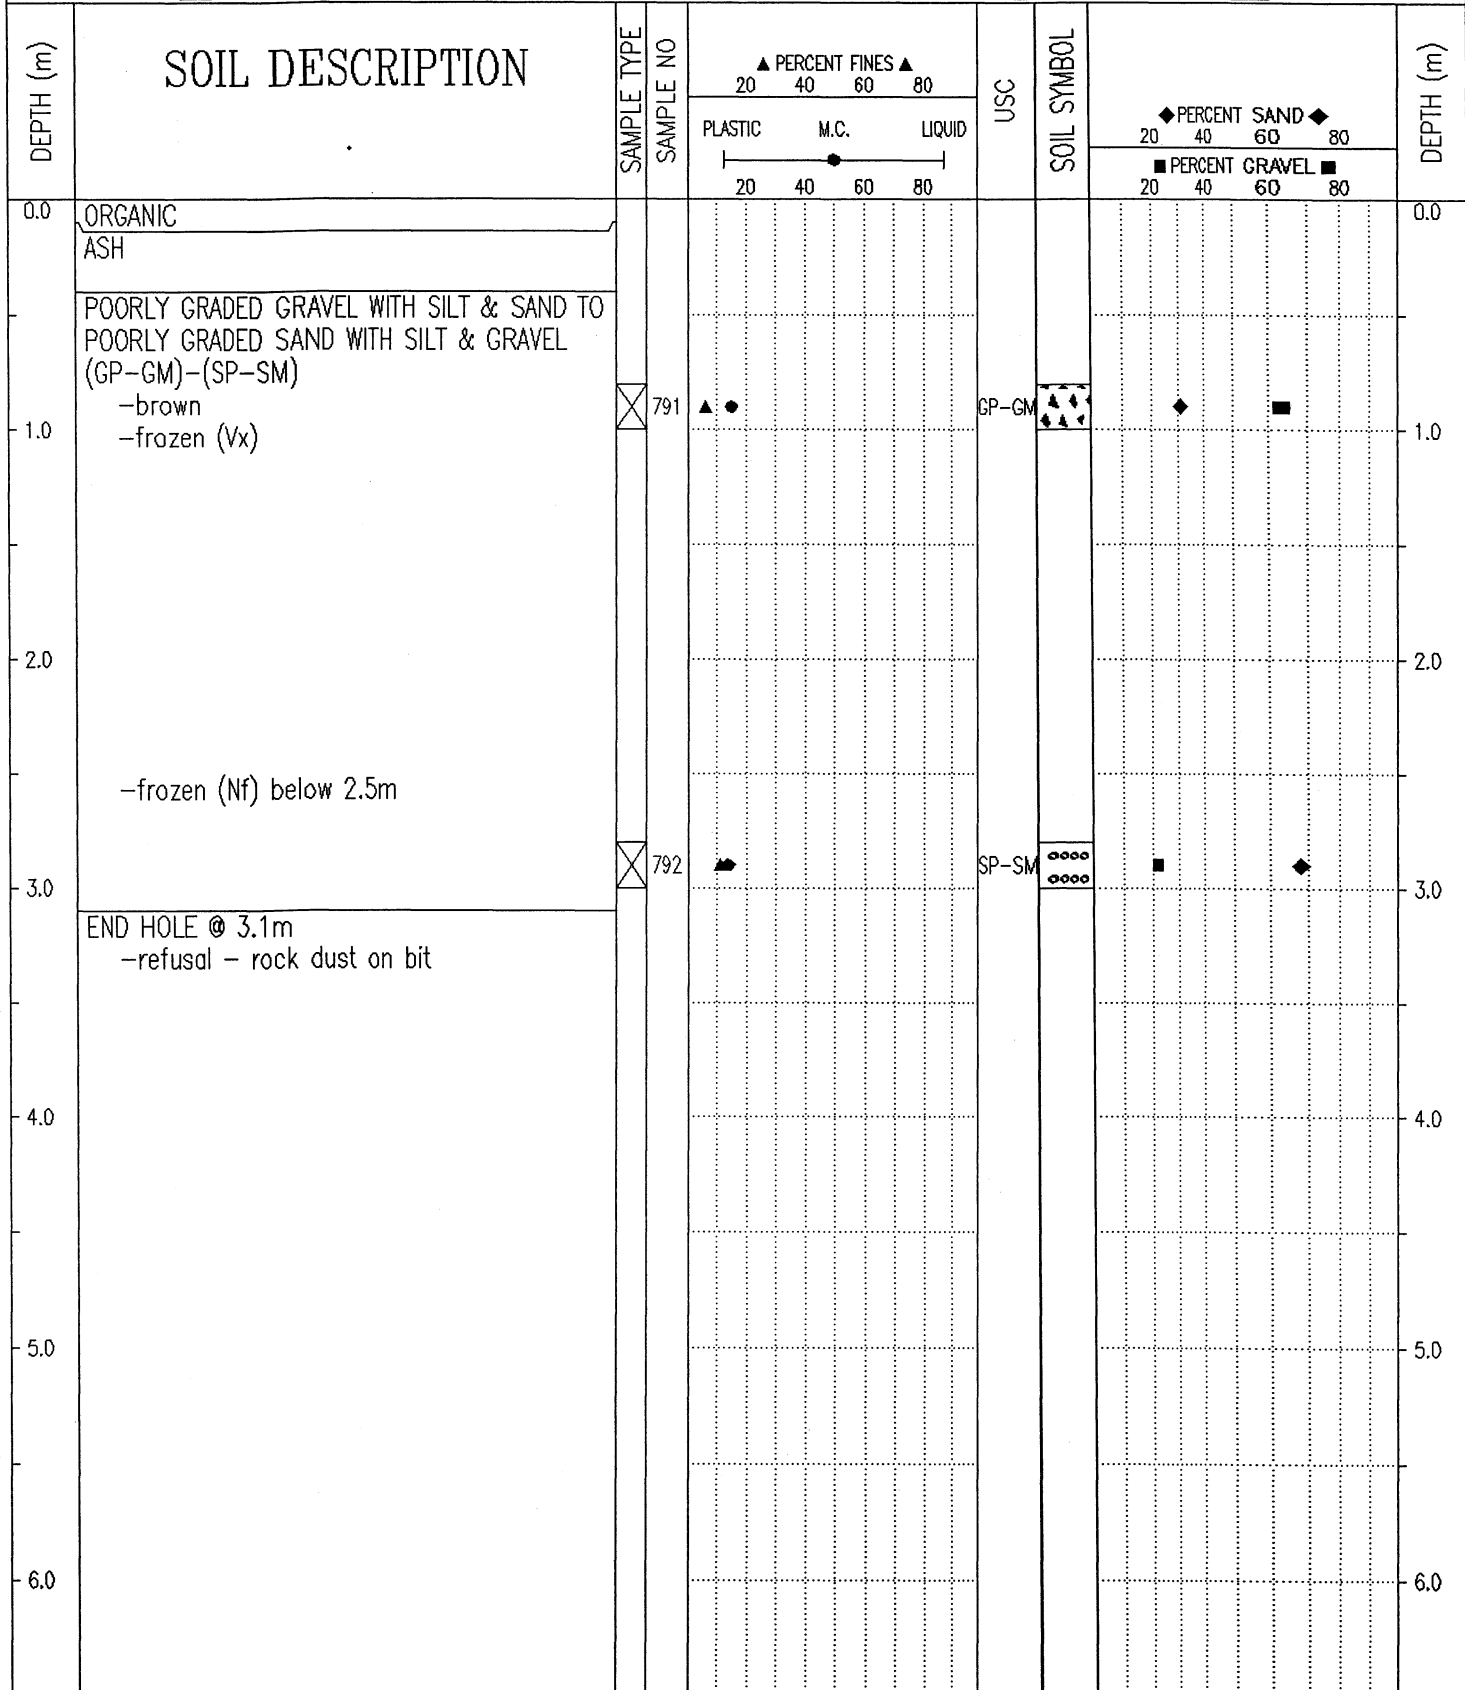 DEPTH (m)
SOIL DESCRIPTION
SAMPLE TYPE
SAMPLE NO
▲ PERCENT FINES ▲
20 40 60 80
PLASTIC M.C. LIQUID
20 40 60 80
USC
SOIL SYMBOL
◆ PERCENT SAND ◆
20 40 60 80
■ PERCENT GRAVEL ■
20 40 60 80
DEPTH (m)
0.0 ORGANIC 0.0
ASH
POORLY GRADED GRAVEL WITH SILT & SAND TO
POORLY GRADED SAND WITH SILT & GRAVEL
(GP-GM)-(SP-SM)
-brown 791 GP-GM
1.0 -frozen (Vx) 1.0
2.0 2.0
-frozen (Nf) below 2.5m
792 SP-SM
3.0 3.0
END HOLE @ 3.1m
-refusal - rock dust on bit
4.0 4.0
5.0 5.0
6.0 6.0